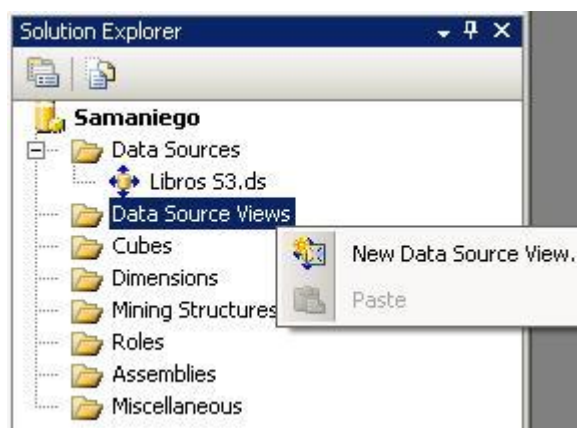 Solution Explorer
Samaniego
Data Sources
Libros S3.ds
Data Source Views
New Data Source View.
Cubes
Dimensions
Paste
Mining Structures
Roles
Assemblies
Miscellaneous